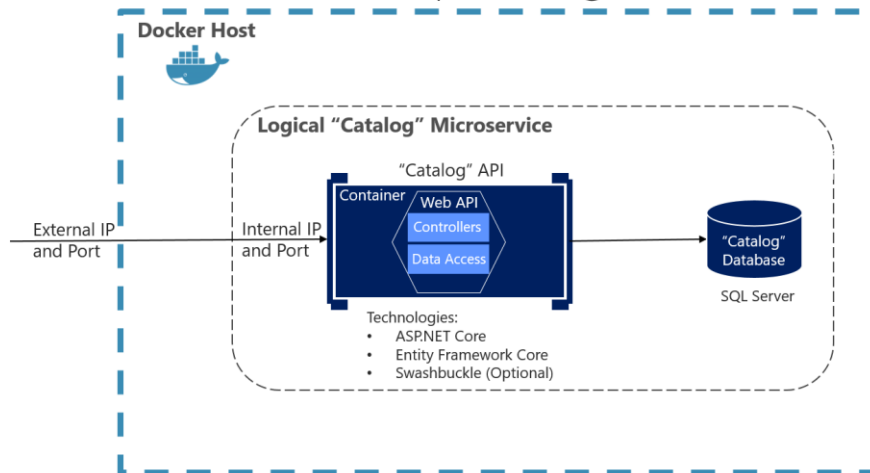 Docker Host
Logical “Catalog” Microservice
“Catalog” API
Container
Web API
Controllers
Data Access
External IP
and Port
Internal IP
and Port
“Catalog”
Database
SQL Server
Technologies:
• ASP.NET Core
• Entity Framework Core
• Swashbuckle (Optional)